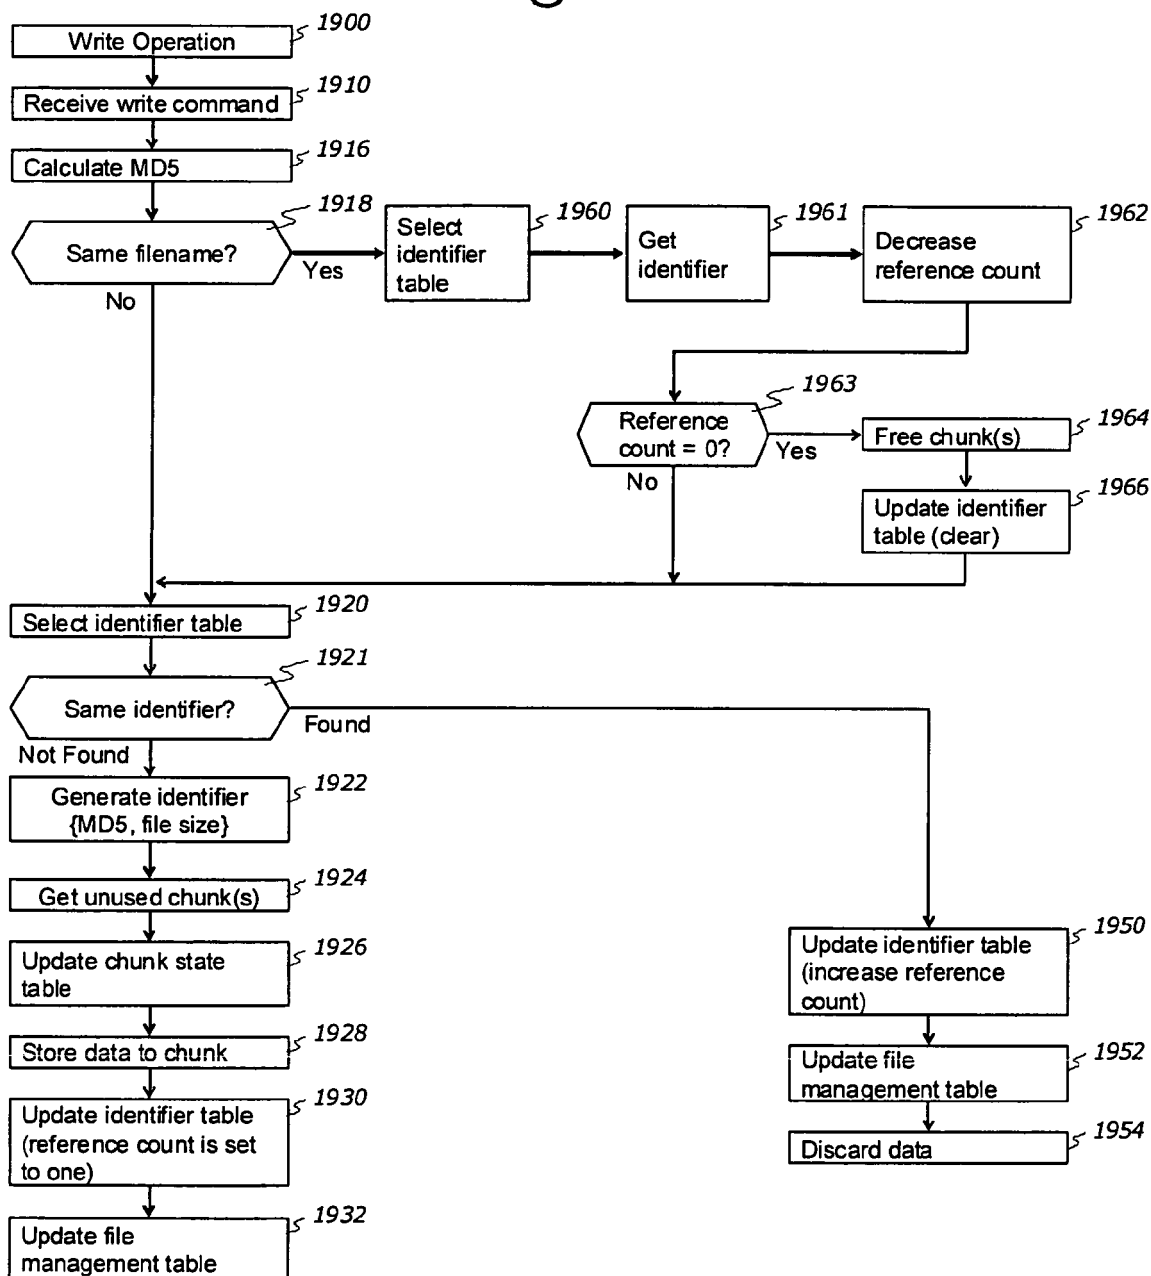 1900
Write Operation
1910
Receive write command
1916
Calculate MD5
1918
Same filename?
Yes
No
1960
Select
identifier
table
1961
Get
identifier
1962
Decrease
reference count
1963
Reference
count = 0?
Yes
No
1964
Free chunk(s)
1966
Update identifier
table (clear)
1920
Select identifier table
1921
Same identifier?
Found
Not Found
1922
Generate identifier
{MD5, file size}
1924
Get unused chunk(s)
1926
Update chunk state
table
1928
Store data to chunk
1930
Update identifier table
(reference count is set
to one)
1932
Update file
management table
1950
Update identifier table
(increase reference
count)
1952
Update file
management table
1954
Discard data